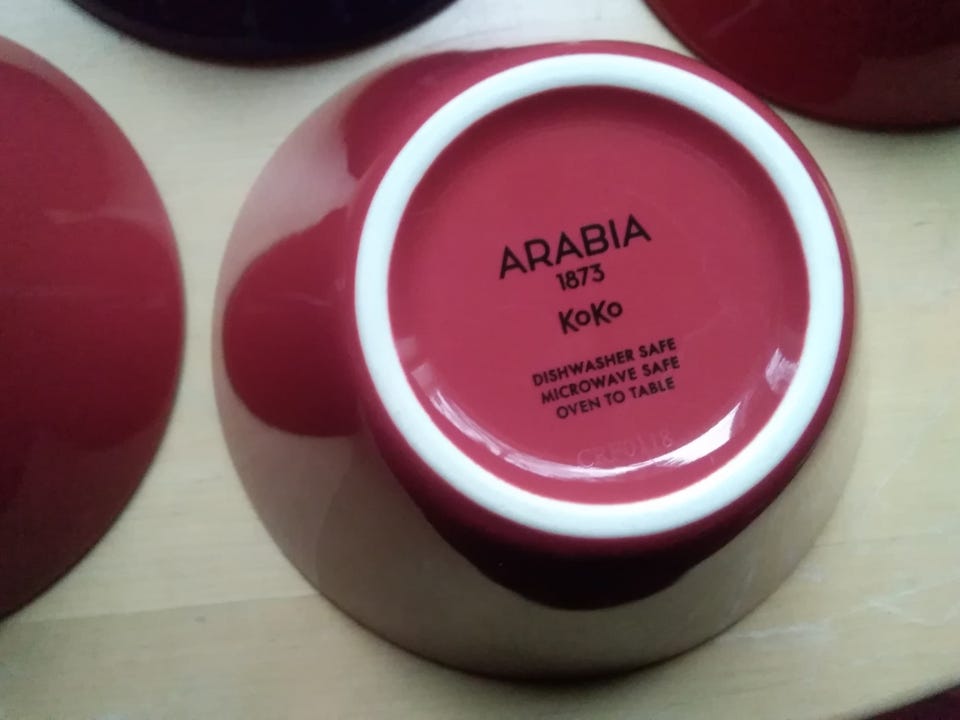 ARABIA
1873
KoKo
DISHWASHER SAFE
MICROWAVE SAFE
OVEN TO TABLE